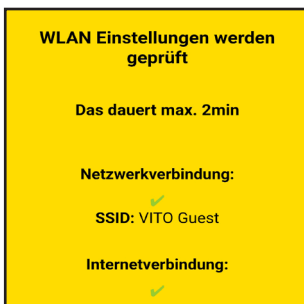 WLAN Einstellungen werden
geprüft
Das dauert max. 2min
Netzwerkverbindung:
✔
SSID: VITO Guest
Internetverbindung:
✔